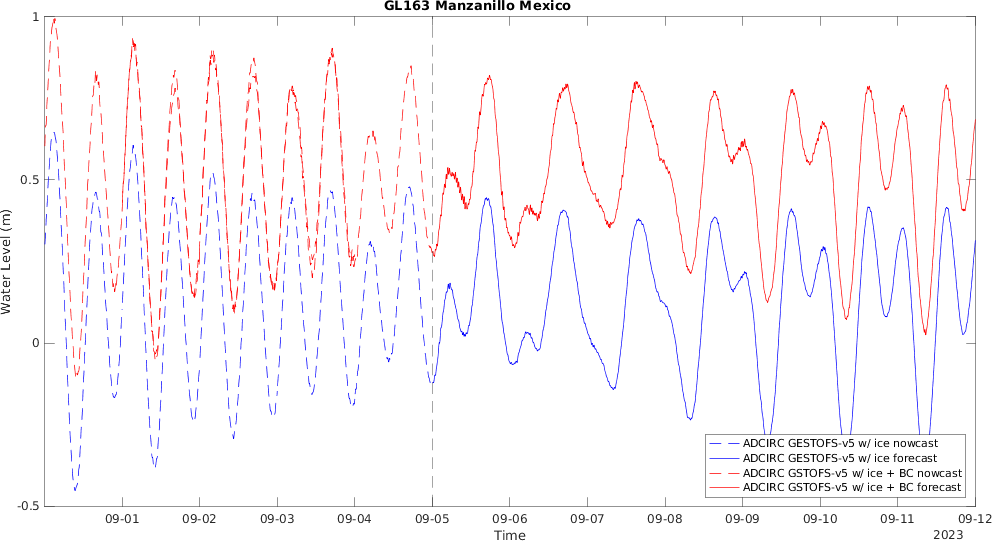 GL163 Manzanillo Mexico
1
0.5
0
-0.5
Water Level (m)
09-01 09-02 09-03 09-04 09-05 09-06 09-07 09-08 09-09 09-10 09-11 09-12
Time
2023
ADCIRC GESTOFS-v5 w/ ice nowcast
ADCIRC GESTOFS-v5 w/ ice forecast
ADCIRC GSTOFS-v5 w/ ice + BC nowcast
ADCIRC GSTOFS-v5 w/ ice + BC forecast